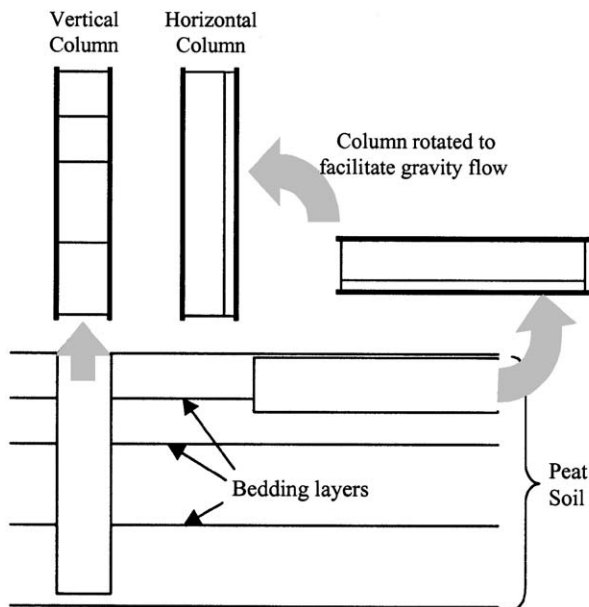 Vertical
Column
Horizontal
Column
Column rotated to
facilitate gravity flow
Bedding layers
Peat
Soil